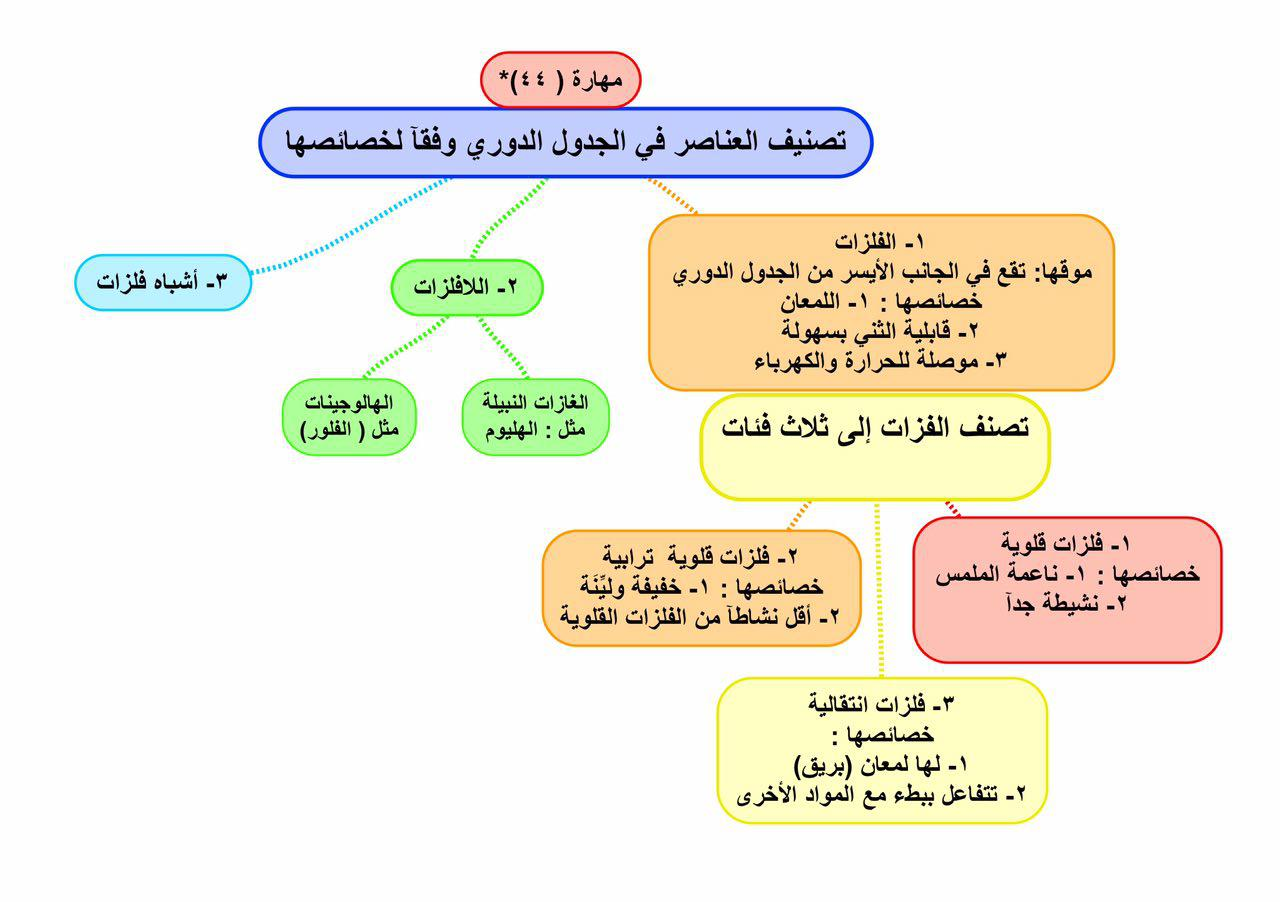 مهارة ( ٤٤)*
تصنيف العناصر في الجدول الدوري وفقآ لخصائصها
١- الفلزات
موقها: تقع في الجانب الأيسر من الجدول الدوري
خصائصها : ١- اللمعان
٢- قابلية الثني بسهولة
٣- موصلة للحرارة والكهرباء
٢- اللافلزات
٣- أشباه فلزات
الغازات النبيلة
مثل : الهليوم
الهالوجينات
مثل ( الفلور)
تصنف الفزات إلى ثلاث فئات
١- فلزات قلوية
خصائصها : ١- ناعمة الملمس
٢- نشيطة جدآ
٢- فلزات قلوية ترابية
خصائصها : ١- خفيفة وليِّنَة
٢- أقل نشاطآ من الفلزات القلوية
٣- فلزات انتقالية
خصائصها :
١- لها لمعان (بريق)
٢- تتفاعل ببطء مع المواد الأخرى